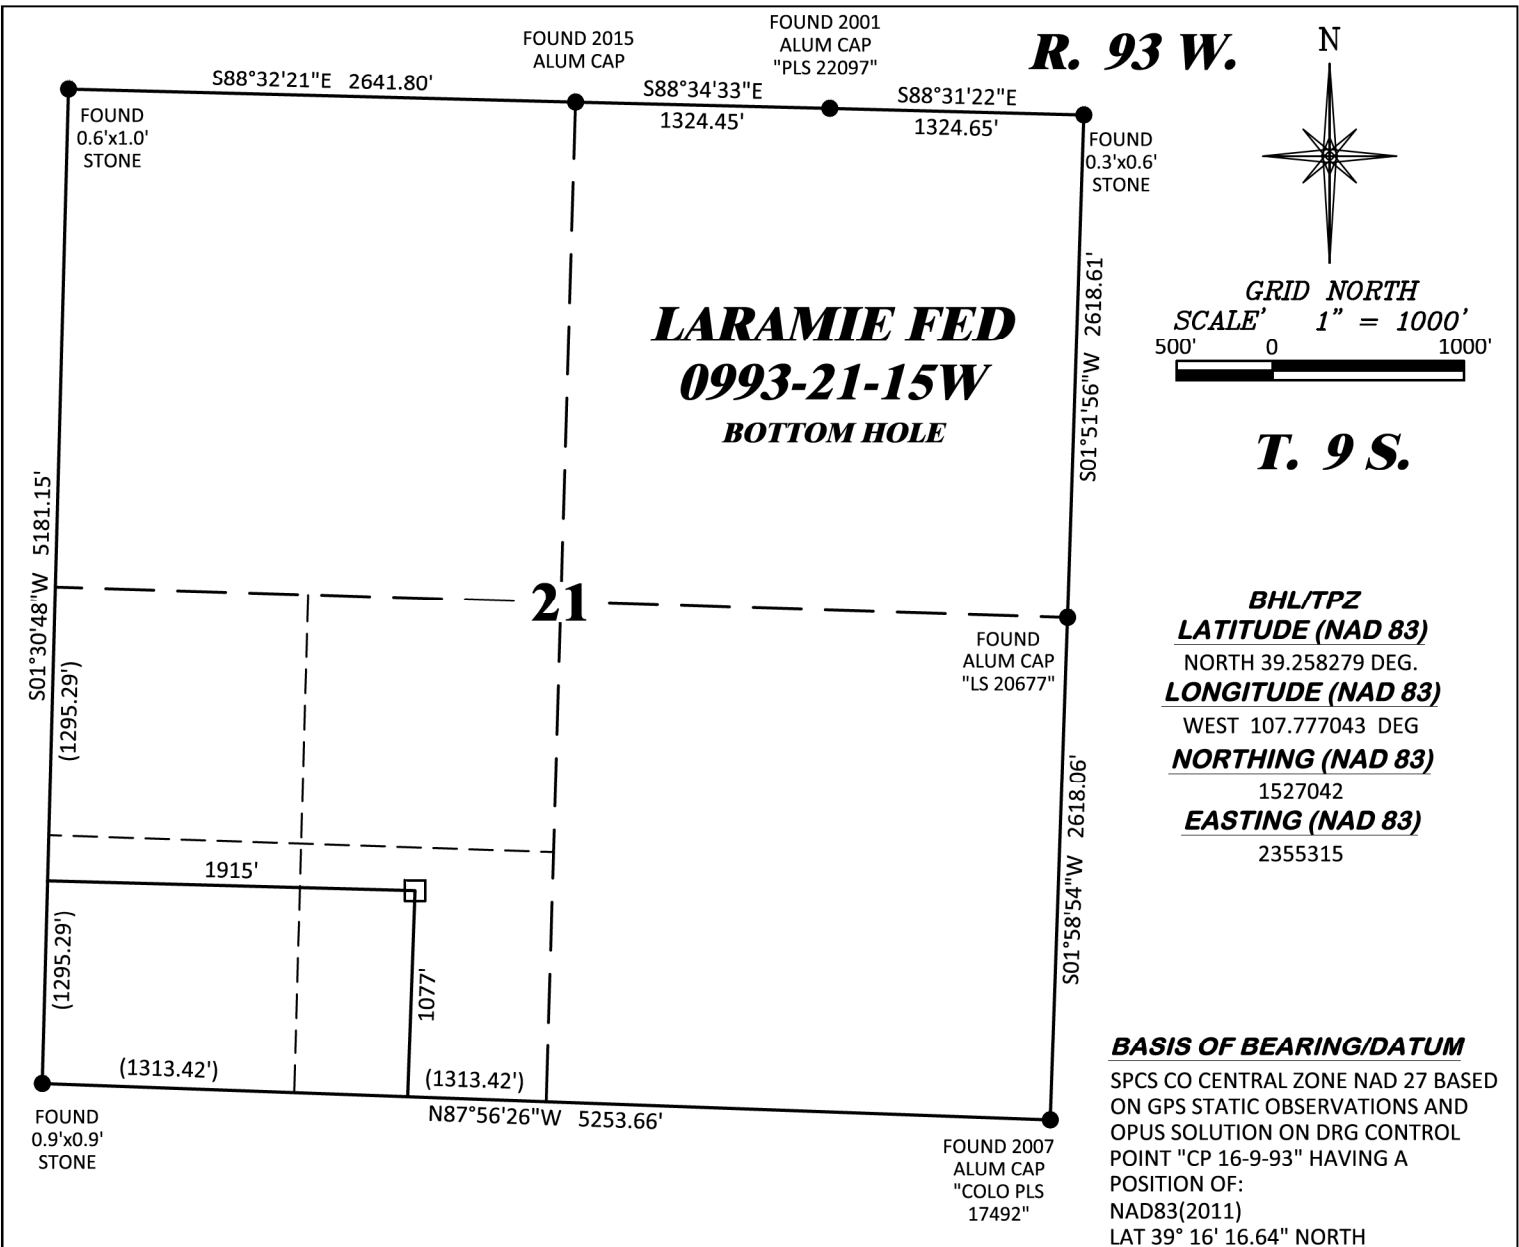 FOUND 2015
ALUM CAP
FOUND 2001
ALUM CAP
"PLS 22097"
R. 93 W.
N
S88°32'21"E 2641.80'
S88°34'33"E
1324.45'
S88°31'22"E
1324.65'
FOUND
0.6'x1.0'
STONE
FOUND
0.3'x0.6'
STONE
GRID NORTH
SCALE' 1" = 1000'
500' 0 1000'
LARAMIE FED
0993-21-15W
BOTTOM HOLE
S01°51'56"W 2618.61'
T. 9 S.
S01°30'48"W 5181.15'
21
FOUND
ALUM CAP
"LS 20677"
BHL/TPZ
LATITUDE (NAD 83)
NORTH 39.258279 DEG.
LONGITUDE (NAD 83)
WEST 107.777043 DEG
NORTHING (NAD 83)
1527042
EASTING (NAD 83)
2355315
(1295.29')
S01°58'54"W 2618.06'
1915'
(1295.29')
1077'
(1313.42')
(1313.42')
N87°56'26"W 5253.66'
FOUND
0.9'x0.9'
STONE
FOUND 2007
ALUM CAP
"COLO PLS
17492"
BASIS OF BEARING/DATUM
SPCS CO CENTRAL ZONE NAD 27 BASED
ON GPS STATIC OBSERVATIONS AND
OPUS SOLUTION ON DRG CONTROL
POINT "CP 16-9-93" HAVING A
POSITION OF:
NAD83(2011)
LAT 39° 16' 16.64" NORTH